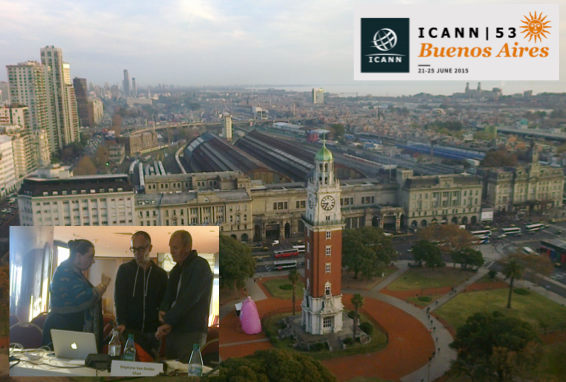 ICANN | 53
Buenos Aires
ICANN
21-25 JUNE 2015